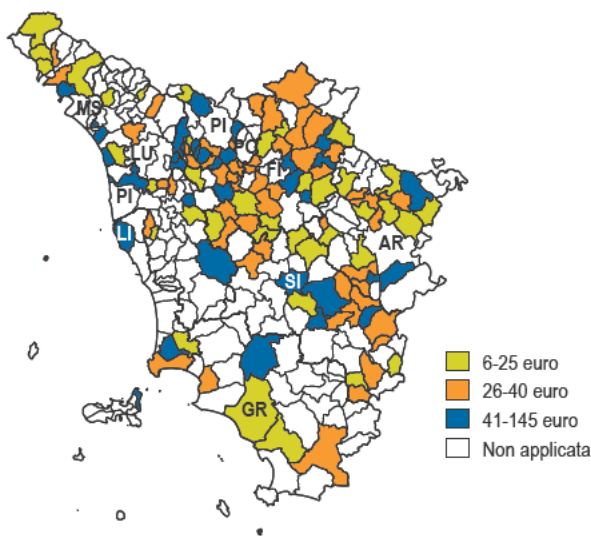 MS
PI
PO
LU
FI
PI
LI
AR
SI
GR
6-25 euro
26-40 euro
41-145 euro
Non applicata